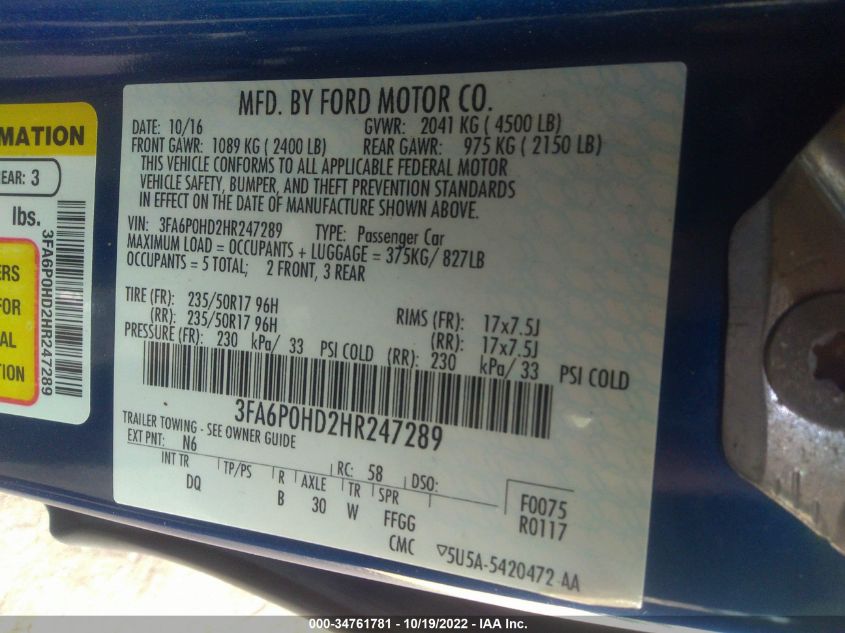 MFD. BY FORD MOTOR CO.
DATE: 10/16 GVWR: 2041 KG ( 4500 LB)
FRONT GAWR: 1089 KG ( 2400 LB) REAR GAWR: 975 KG ( 2150 LB)
THIS VEHICLE CONFORMS TO ALL APPLICABLE FEDERAL MOTOR
VEHICLE SAFETY, BUMPER, AND THEFT PREVENTION STANDARDS
IN EFFECT ON THE DATE OF MANUFACTURE SHOWN ABOVE.
VIN: 3FA6P0HD2HR247289 TYPE: Passenger Car
MAXIMUM LOAD = OCCUPANTS + LUGGAGE = 375KG/ 827LB
OCCUPANTS = 5 TOTAL; 2 FRONT, 3 REAR
TIRE (FR): 235/50R17 96H RIMS (FR): 17x7.5J
(RR): 235/50R17 96H (RR): 17x7.5J
PRESSURE (FR): 230 kPa/ 33 PSI COLD (RR): 230 kPa/ 33 PSI COLD
3FA6P0HD2HR247289
TRAILER TOWING - SEE OWNER GUIDE
EXT PNT: N6 RC: 58 DSO:
INT TR TP/PS R AXLE TR SPR F0075
DQ B 30 W FFGG R0117
CMC ▽5U5A-5420472 AA
MATION
EAR: 3
lbs.
3FA6P0HD2HR247289
ERS
FOR
AL
TION
000-34761781 - 10/19/2022 - IAA Inc.